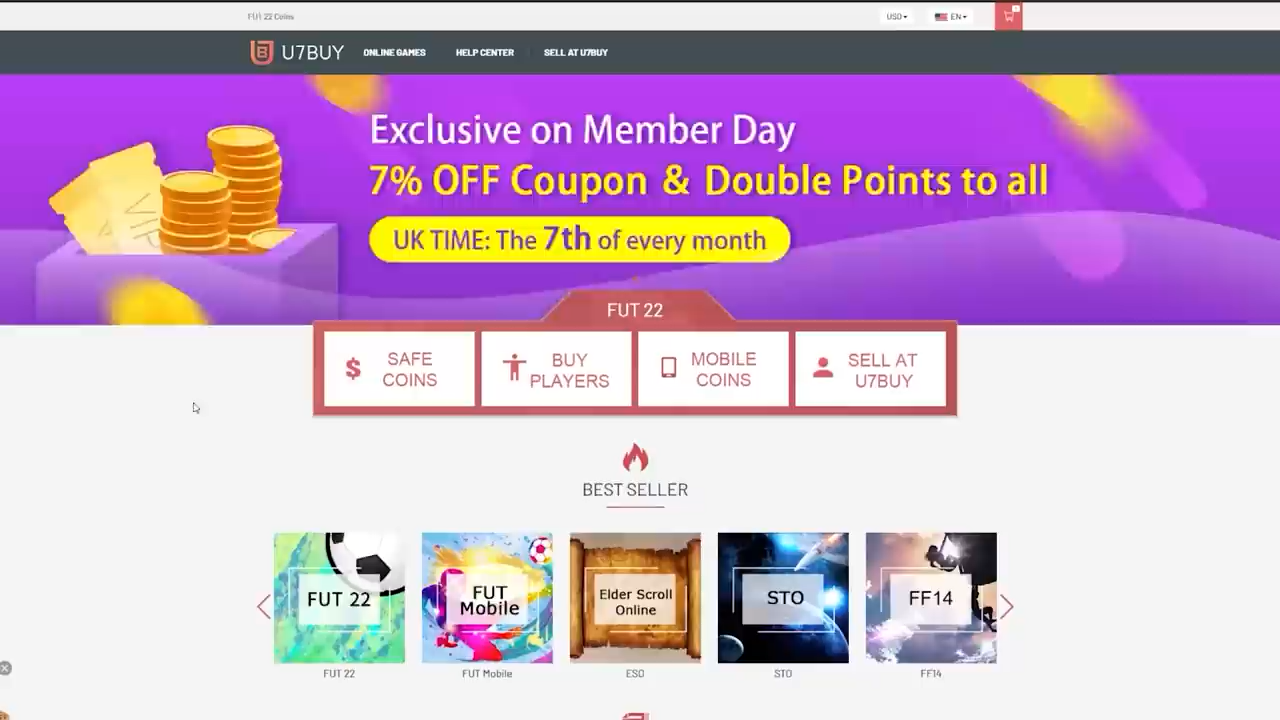 FUT 22 Coins
USD
EN
U7BUY
ONLINE GAMES
HELP CENTER
SELL AT U7BUY
Exclusive on Member Day
7% OFF Coupon & Double Points to all
UK TIME: The 7th of every month
VIP
FUT 22
SAFE
COINS
BUY
PLAYERS
MOBILE
COINS
SELL AT
U7BUY
BEST SELLER
FUT 22
FUT
Mobile
Elder Scroll
Online
STO
FF14
FUT 22
FUT Mobile
ESO
STO
FF14